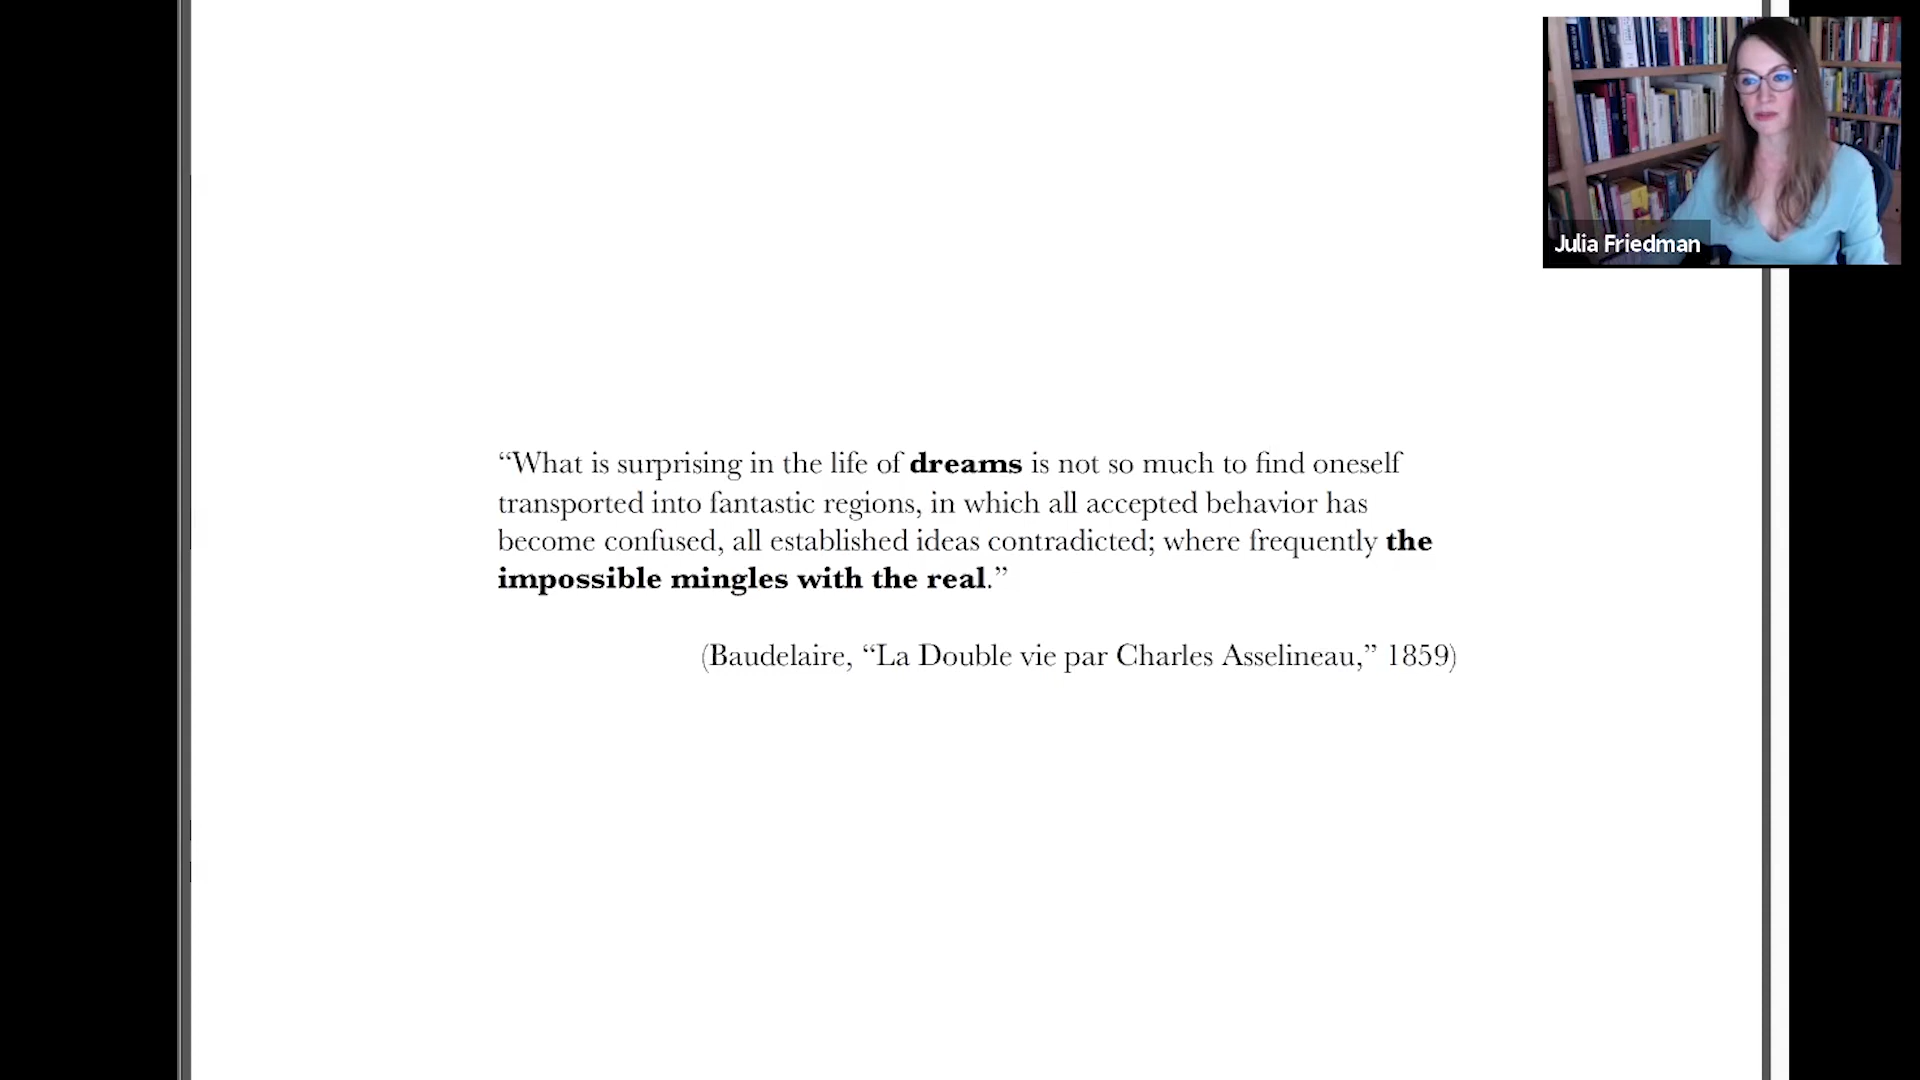 “What is surprising in the life of dreams is not so much to find oneself
transported into fantastic regions, in which all accepted behavior has
become confused, all established ideas contradicted; where frequently the
impossible mingles with the real.”
(Baudelaire, “La Double vie par Charles Asselineau,” 1859)
Julia Friedman